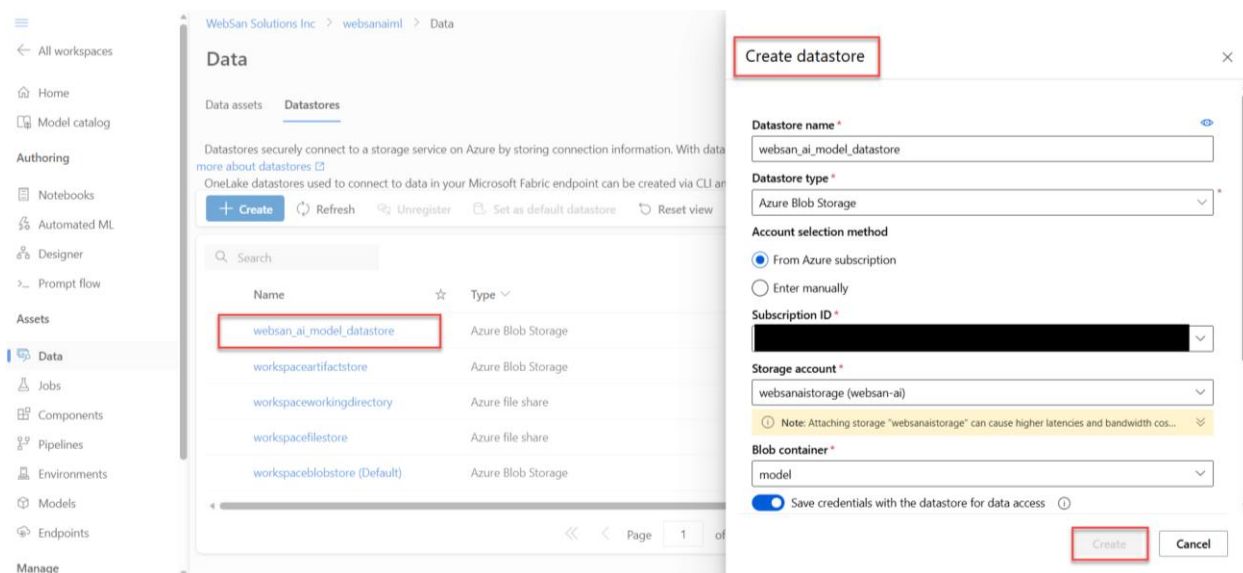 WebSan Solutions Inc > websanaiml > Data
All workspaces
Home
Model catalog
Authoring
Notebooks
Automated ML
Designer
Prompt flow
Assets
Data
Jobs
Components
Pipelines
Environments
Models
Endpoints
Manage
Data
Data assets Datastores
Datastores securely connect to a storage service on Azure by storing connection information. With data
more about datastores
OneLake datastores used to connect to data in your Microsoft Fabric endpoint can be created via CLI an
+ Create Refresh Unregister Set as default datastore Reset view
Search
Name Type
websan_ai_model_datastore Azure Blob Storage
workspaceartifactstore Azure Blob Storage
workspaceworkingdirectory Azure file share
workspacefilestore Azure file share
workspaceblobstore (Default) Azure Blob Storage
Page 1 of
Create datastore
Datastore name *
websan_ai_model_datastore
Datastore type *
Azure Blob Storage
Account selection method
From Azure subscription
Enter manually
Subscription ID *
Storage account *
websanaistorage (websan-ai)
Note: Attaching storage "websanaistorage" can cause higher latencies and bandwidth cos...
Blob container *
model
Save credentials with the datastore for data access
Create Cancel